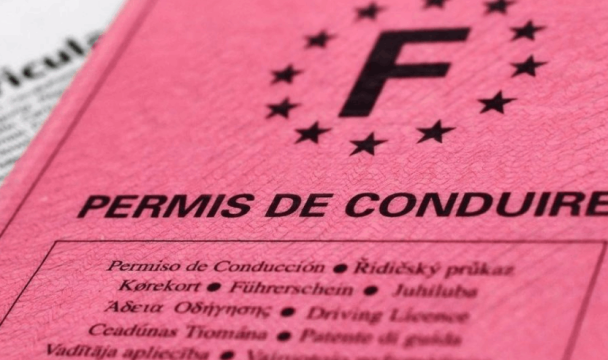 F
PERMIS DE CONDUIRE
Permiso de Conducción ● Řidičský průkaz
Kørekort ● Führerschein ● Juhiluba
Άδεια Οδήγησης ● Driving Licence
Ceadúnas Tiomána ● Patente di guida
Vadītāja apliecība ●